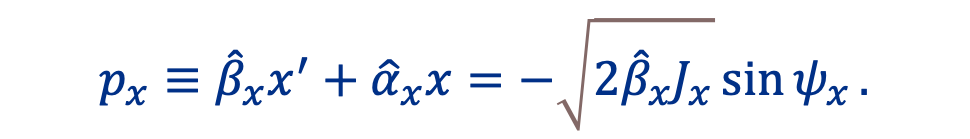 pₓ ≡ β̂ₓx′ + α̂ₓx = −√(2β̂ₓJₓ) sin ψₓ .